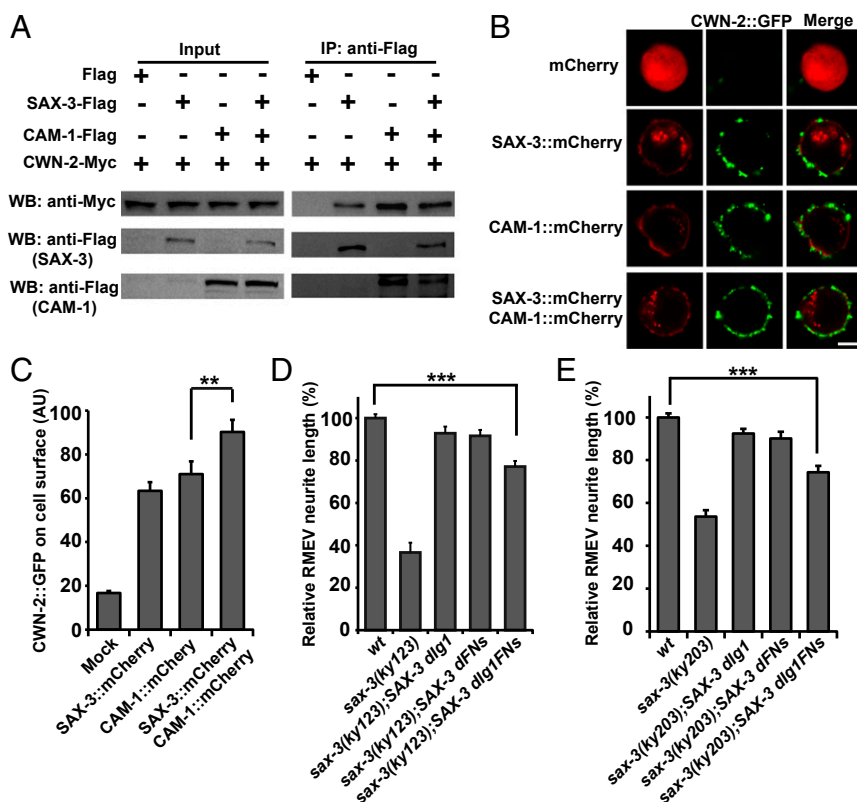 A
Input
IP: anti-Flag
Flag
+ - - - + - - -
SAX-3-Flag
- + - + - + - +
CAM-1-Flag
- - + + - - + +
CWN-2-Myc
+ + + + + + + +
WB: anti-Myc
WB: anti-Flag
(SAX-3)
WB: anti-Flag
(CAM-1)
B
CWN-2::GFP
Merge
mCherry
SAX-3::mCherry
CAM-1::mCherry
SAX-3::mCherry
CAM-1::mCherry
C
CWN-2::GFP on cell surface (AU)
100
80
60
40
20
0
**
Mock
SAX-3::mCherry
CAM-1::mChery
SAX-3::mCherry
CAM-1::mCherry
D
Relative RMEV neurite length (%)
100
80
60
40
20
0
***
wt
sax-3(ky123)
sax-3(ky123);SAX-3 dIg1
sax-3(ky123);SAX-3 dFNs
sax-3(ky123);SAX-3 dIg1FNs
E
Relative RMEV neurite length (%)
100
80
60
40
20
0
***
wt
sax-3(ky203)
sax-3(ky203);SAX-3 dIg1
sax-3(ky203);SAX-3 dFNs
sax-3(ky203);SAX-3 dIg1FNs